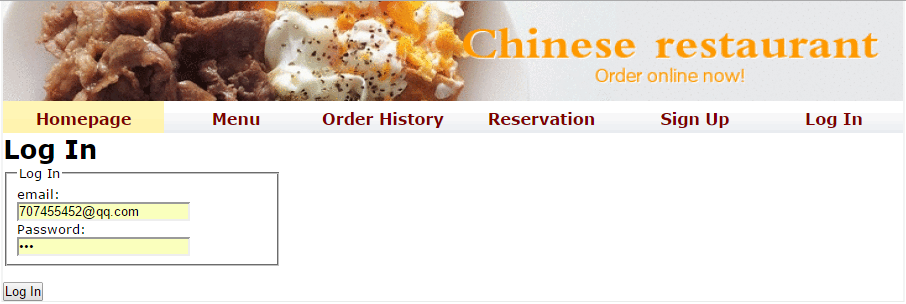 Chinese restaurant
Order online now!
Homepage Menu Order History Reservation Sign Up Log In
Log In
Log In
email:
707455452@qq.com
Password:
•••
Log In